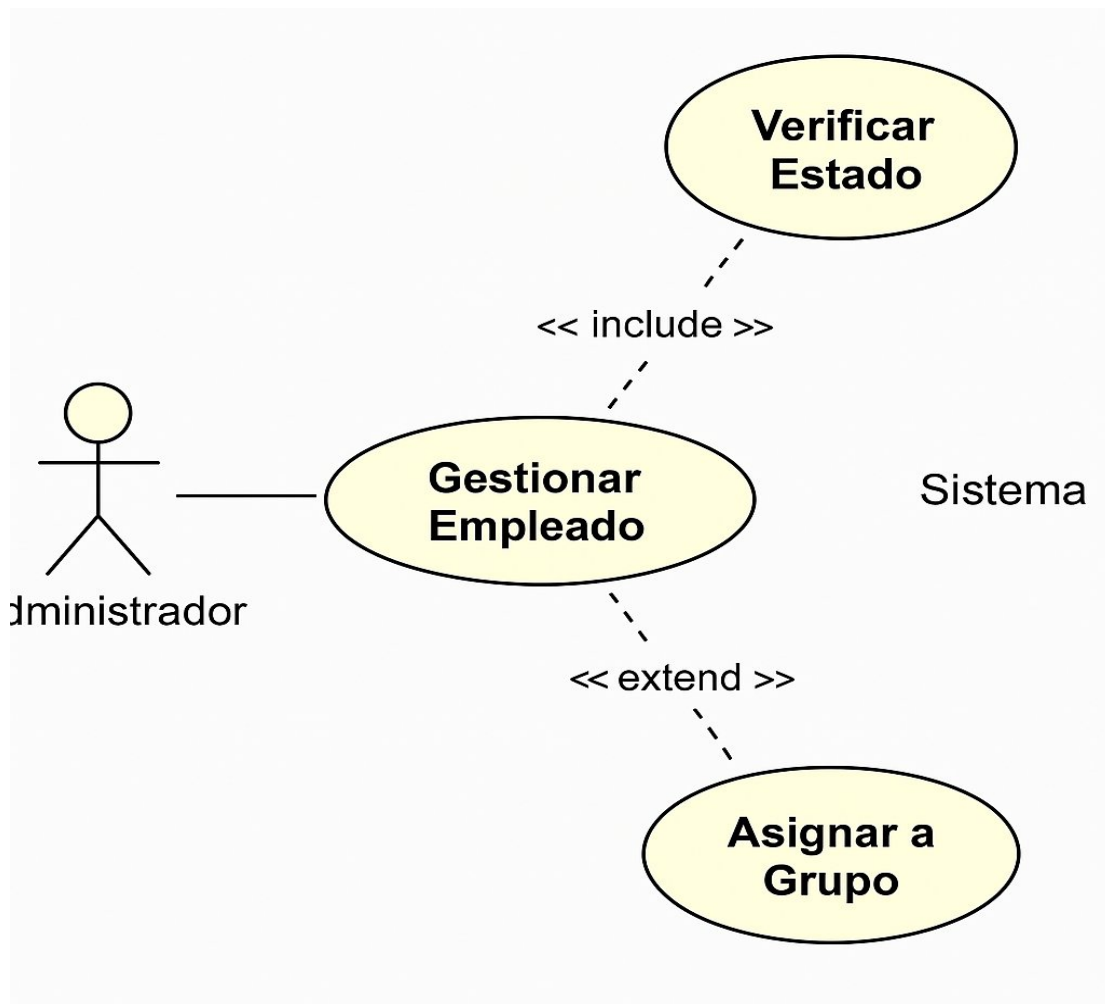 Verificar
Estado
<< include >>
Gestionar
Empleado
Sistema
dministrador
<< extend >>
Asignar a
Grupo